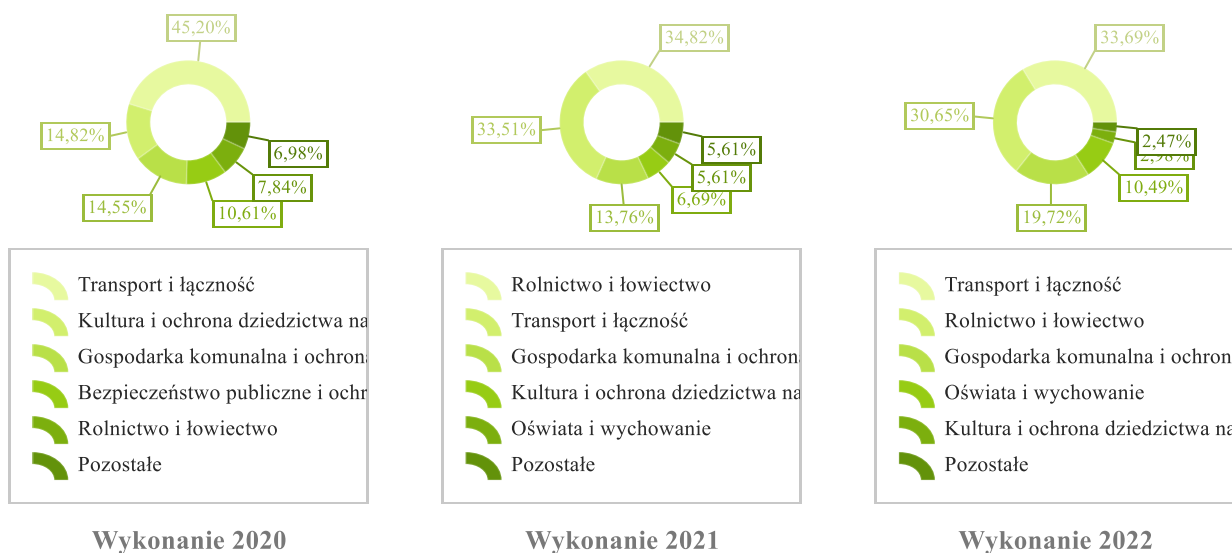 45,20%
14,82%
14,55%
10,61%
7,84%
6,98%
Transport i łączność
Kultura i ochrona dziedzictwa na
Gospodarka komunalna i ochrona
Bezpieczeństwo publiczne i ochr
Rolnictwo i łowiectwo
Pozostałe
Wykonanie 2020
34,82%
33,51%
13,76%
6,69%
5,61%
5,61%
Rolnictwo i łowiectwo
Transport i łączność
Gospodarka komunalna i ochrona
Kultura i ochrona dziedzictwa na
Oświata i wychowanie
Pozostałe
Wykonanie 2021
33,69%
30,65%
19,72%
10,49%
2,98%
2,47%
Transport i łączność
Rolnictwo i łowiectwo
Gospodarka komunalna i ochron
Oświata i wychowanie
Kultura i ochrona dziedzictwa na
Pozostałe
Wykonanie 2022